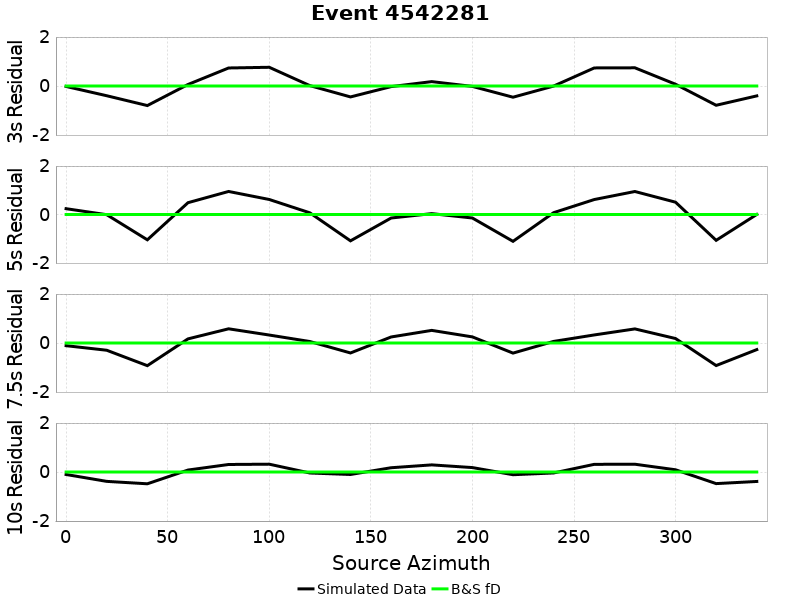 Event 4542281
3s Residual
2
0
-2
5s Residual
2
0
-2
7.5s Residual
2
0
-2
10s Residual
2
0
-2
0 50 100 150 200 250 300
Source Azimuth
Simulated Data B&S fD